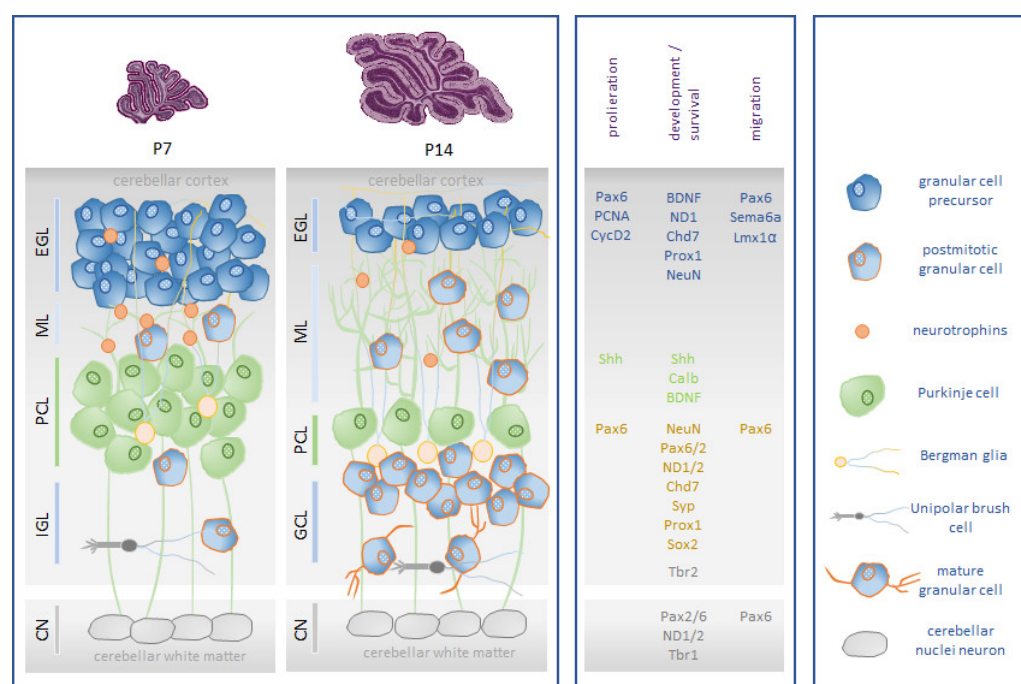 P7
P14
cerebellar cortex
cerebellar cortex
EGL
ML
PCL
IGL
CN
EGL
ML
PCL
GCL
CN
cerebellar white matter
cerebellar white matter
prolieration
development /
survival
migration
Pax6
PCNA
CycD2
BDNF
ND1
Chd7
Prox1
NeuN
Pax6
Sema6a
Lmx1α
Shh
Shh
Calb
BDNF
Pax6
NeuN
Pax6/2
ND1/2
Chd7
Syp
Prox1
Sox2
Pax6
Tbr2
Pax2/6
ND1/2
Tbr1
Pax6
granular cell
precursor
postmitotic
granular cell
neurotrophins
Purkinje cell
Bergman glia
Unipolar brush
cell
mature
granular cell
cerebellar
nuclei neuron